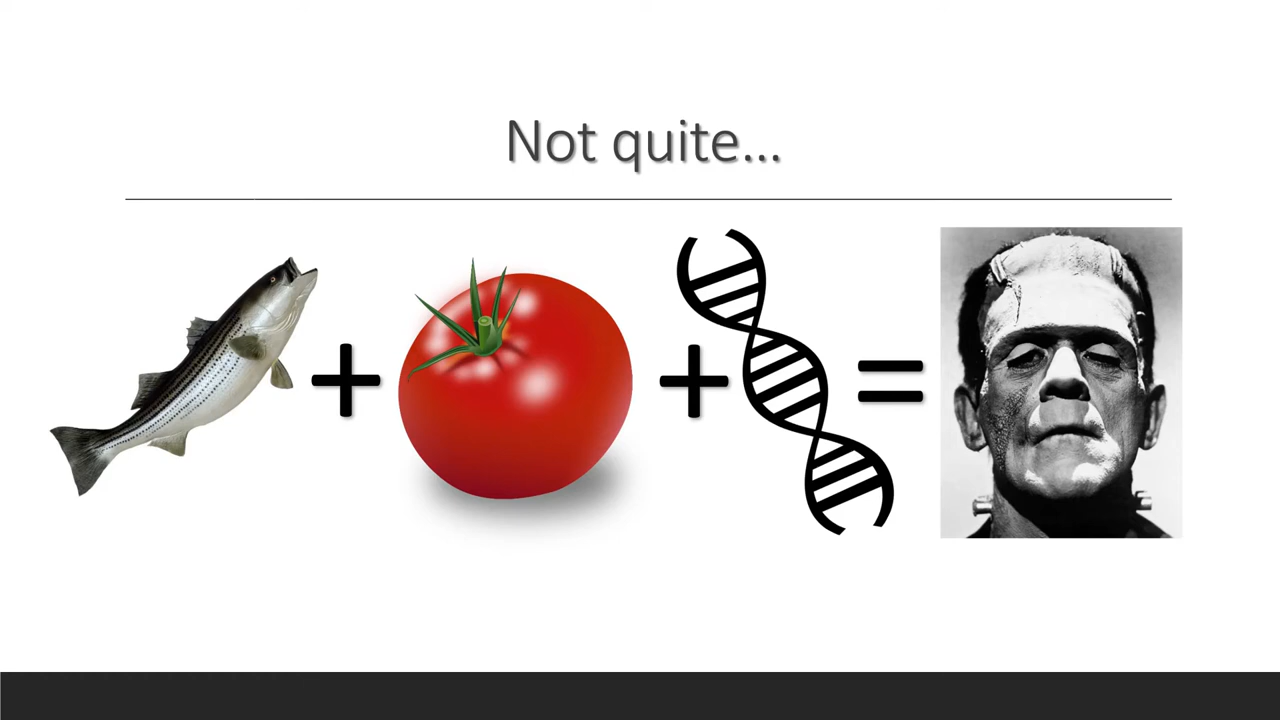 Not quite...
+
+
=